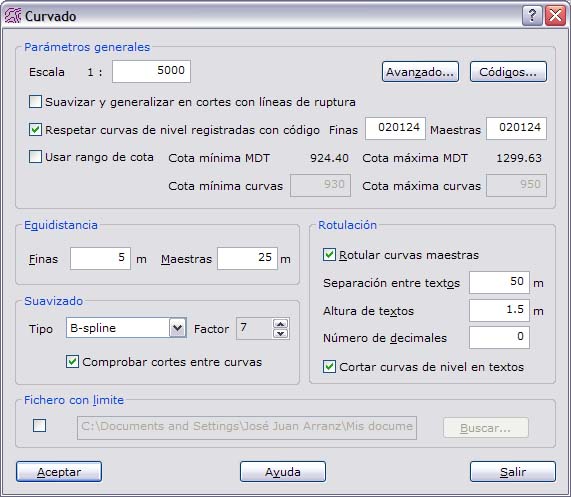 Curvado
Parámetros generales
Escala 1 : 5000 Avanzado... Códigos...
Suavizar y generalizar en cortes con líneas de ruptura
Respetar curvas de nivel registradas con código Finas 020124 Maestras 020124
Usar rango de cota Cota mínima MDT 924.40 Cota máxima MDT 1299.63
Cota mínima curvas 930 Cota máxima curvas 950
Equidistancia
Finas 5 m Maestras 25 m
Suavizado
Tipo B-spline Factor 7
Comprobar cortes entre curvas
Rotulación
Rotular curvas maestras
Separación entre textos 50 m
Altura de textos 1.5 m
Número de decimales 0
Cortar curvas de nivel en textos
Fichero con limite
C:\Documents and Settings\José Juan Arranz\Mis docume Buscar...
Aceptar Ayuda Salir